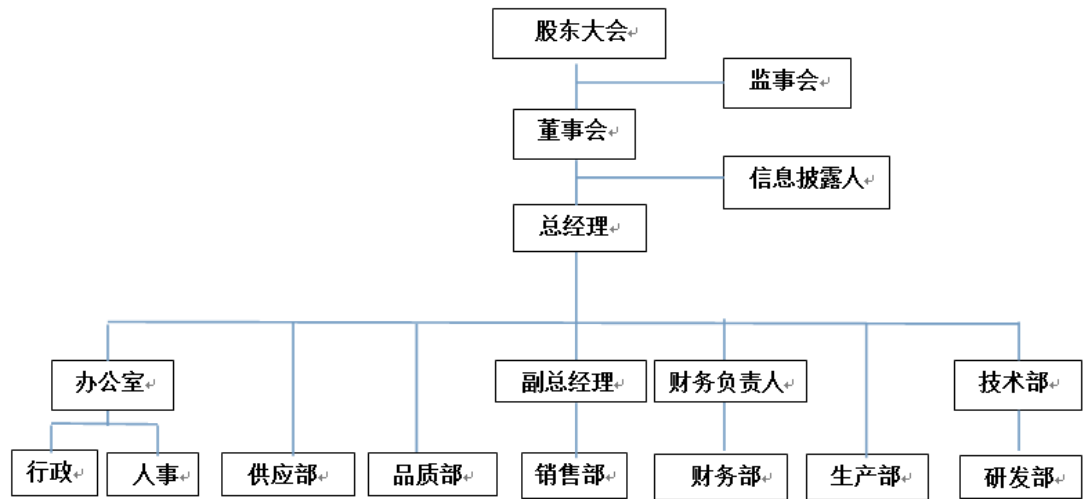 股东大会
监事会
董事会
信息披露人
总经理
办公室
副总经理
财务负责人
技术部
行政
人事
供应部
品质部
销售部
财务部
生产部
研发部